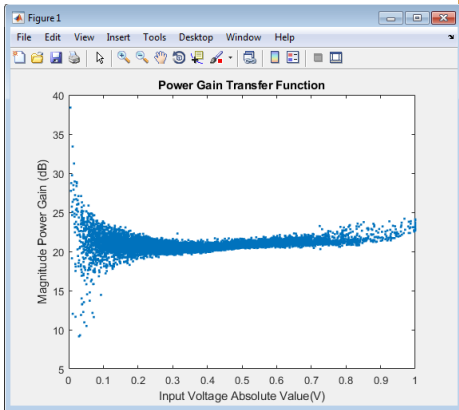 Figure 1
File Edit View Insert Tools Desktop Window Help
Power Gain Transfer Function
40
35
30
25
20
15
10
5
Magnitude Power Gain (dB)
0 0.1 0.2 0.3 0.4 0.5 0.6 0.7 0.8 0.9 1
Input Voltage Absolute Value(V)